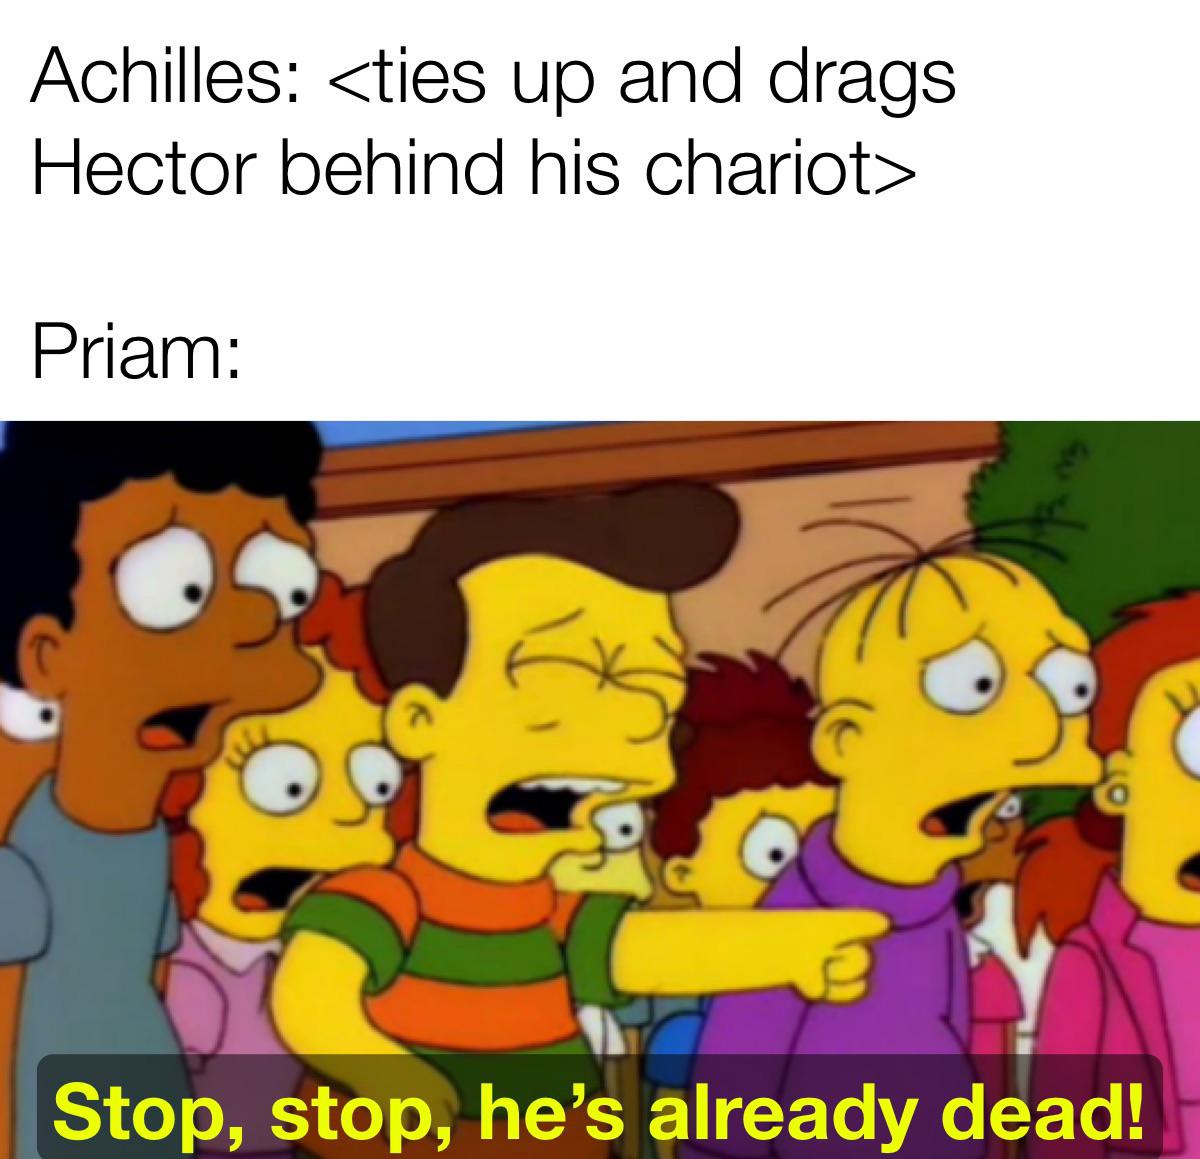 Achilles: <ties up and drags
Hector behind his chariot>
Priam:
Stop, stop, he’s already dead!